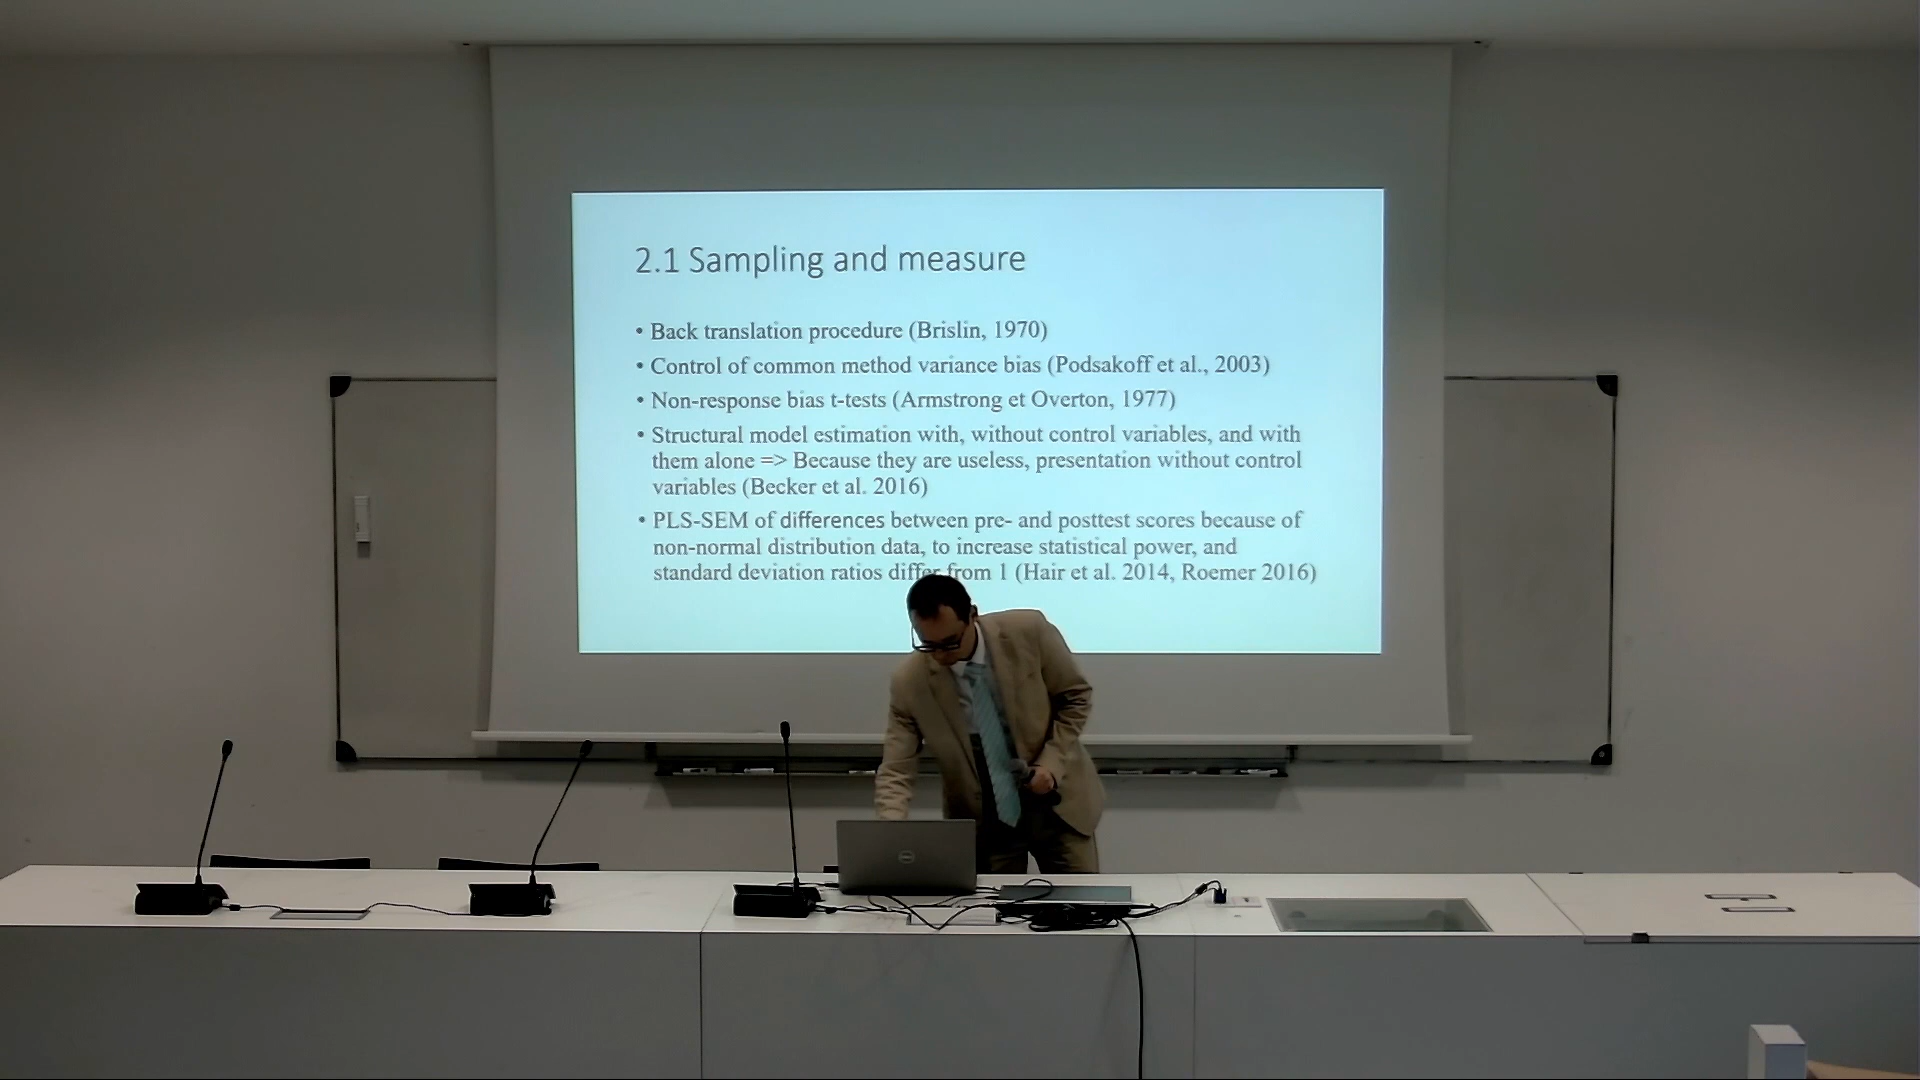 2.1 Sampling and measure
• Back translation procedure (Brislin, 1970)
• Control of common method variance bias (Podsakoff et al., 2003)
• Non-response bias t-tests (Armstrong et Overton, 1977)
• Structural model estimation with, without control variables, and with
them alone => Because they are useless, presentation without control
variables (Becker et al. 2016)
• PLS-SEM of differences between pre- and posttest scores because of
non-normal distribution data, to increase statistical power, and
standard deviation ratios differ from 1 (Hair et al. 2014, Roemer 2016)
DELL